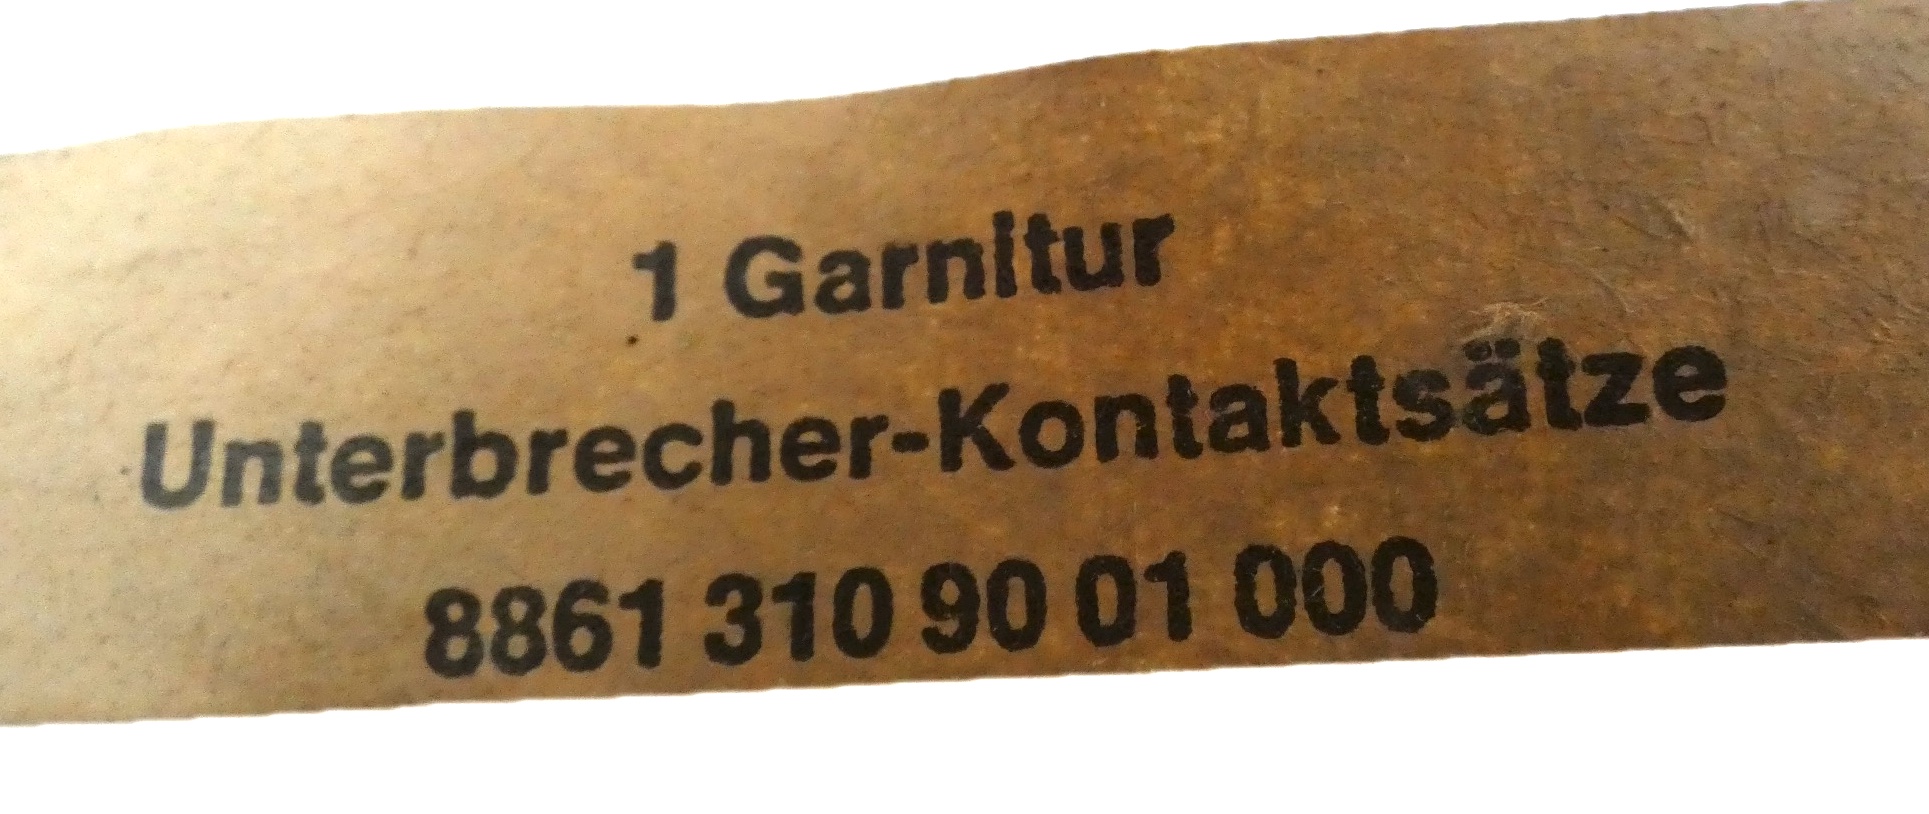 1 Garnitur
Unterbrecher-Kontaktsätze
8861 310 90 01 000